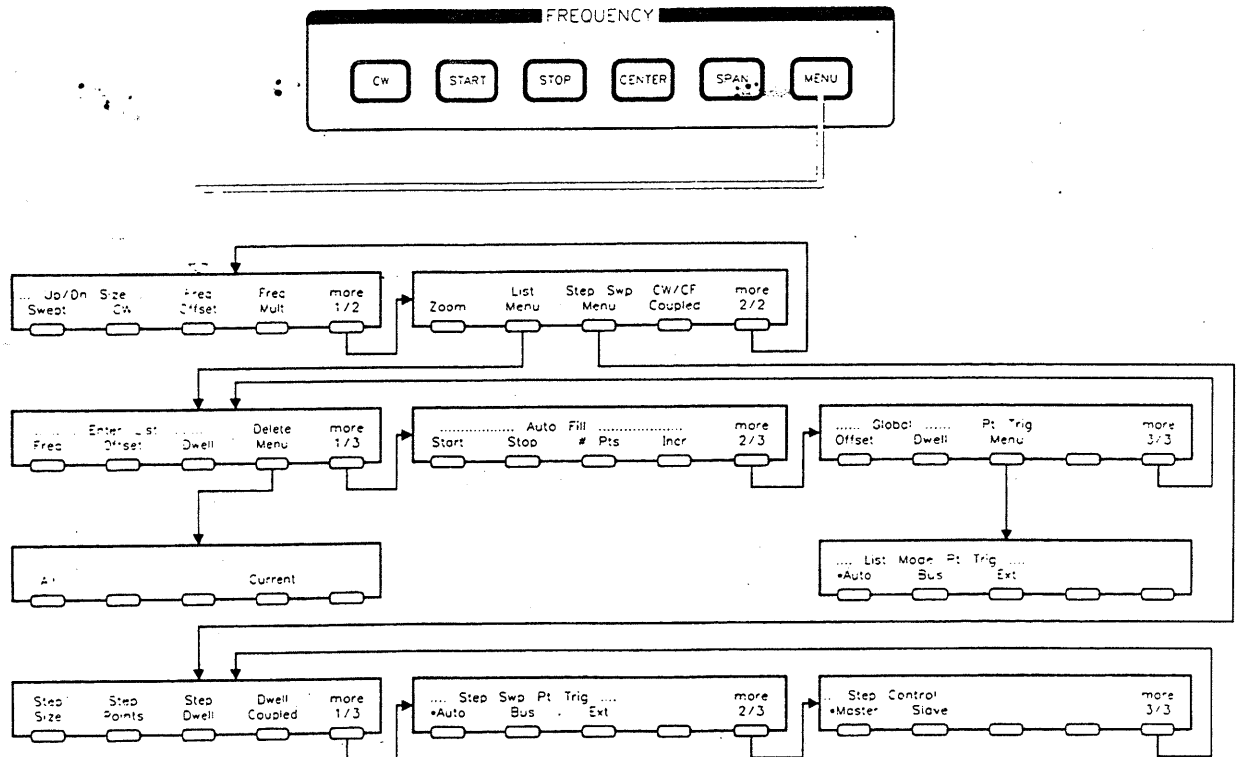 FREQUENCY
CW START STOP CENTER SPAN MENU
... Up/Dn Size Freq Freq more
Swept CW Offset Mult 1/2
List Step Swp CW/CF more
Zoom Menu Menu Coupled 2/2
Enter List ...... Delete more
Freq Offset Dwell Menu 1/3
................ Auto Fill ....................... more
Start Stop # Pts Incr 2/3
...... Global ...... Pt Trig more
Offset Dwell Menu 3/3
All Current
.... List Mode Pt Trig ....
*Auto Bus Ext
Step Step Step Dwell more
Size Points Dwell Coupled 1/3
.... Step Swp Pt Trig .... more
*Auto Bus Ext 2/3
.. Step Control more
*Master Slave 3/3